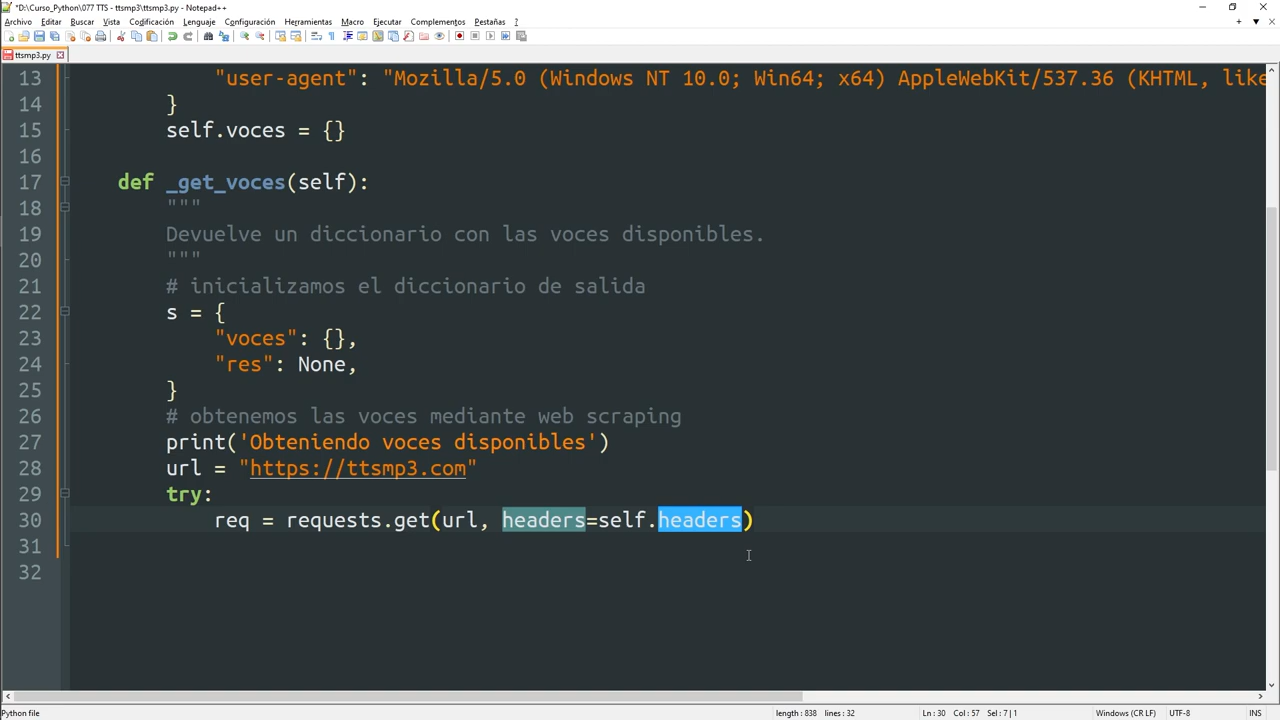 *D:\Curso_Python\077 TTS - ttsmp3\ttsmp3.py - Notepad++
Archivo Editar Buscar Vista Codificación Lenguaje Configuración Herramientas Macro Ejecutar Complementos Pestañas ?
ttsmp3.py
13 "user-agent": "Mozilla/5.0 (Windows NT 10.0; Win64; x64) AppleWebKit/537.36 (KHTML, like
14 }
15 self.voces = {}
16
17 def _get_voces(self):
18 """
19 Devuelve un diccionario con las voces disponibles.
20 """
21 # inicializamos el diccionario de salida
22 s = {
23 "voces": {},
24 "res": None,
25 }
26 # obtenemos las voces mediante web scraping
27 print('Obteniendo voces disponibles')
28 url = "https://ttsmp3.com"
29 try:
30 req = requests.get(url, headers=self.headers)
31
32
Python file length : 838 lines : 32 Ln : 30 Col : 57 Sel : 7 | 1 Windows (CR LF) UTF-8 INS